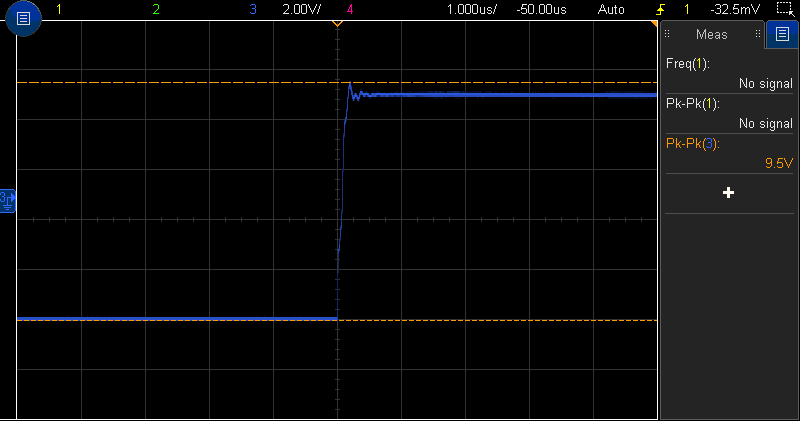 1 2 3 2.00V/ 4 1.000us/ -50.00us Auto 1 -32.5mV
Meas
Freq(1):
No signal
Pk-Pk(1):
No signal
Pk-Pk(3):
9.5V
3